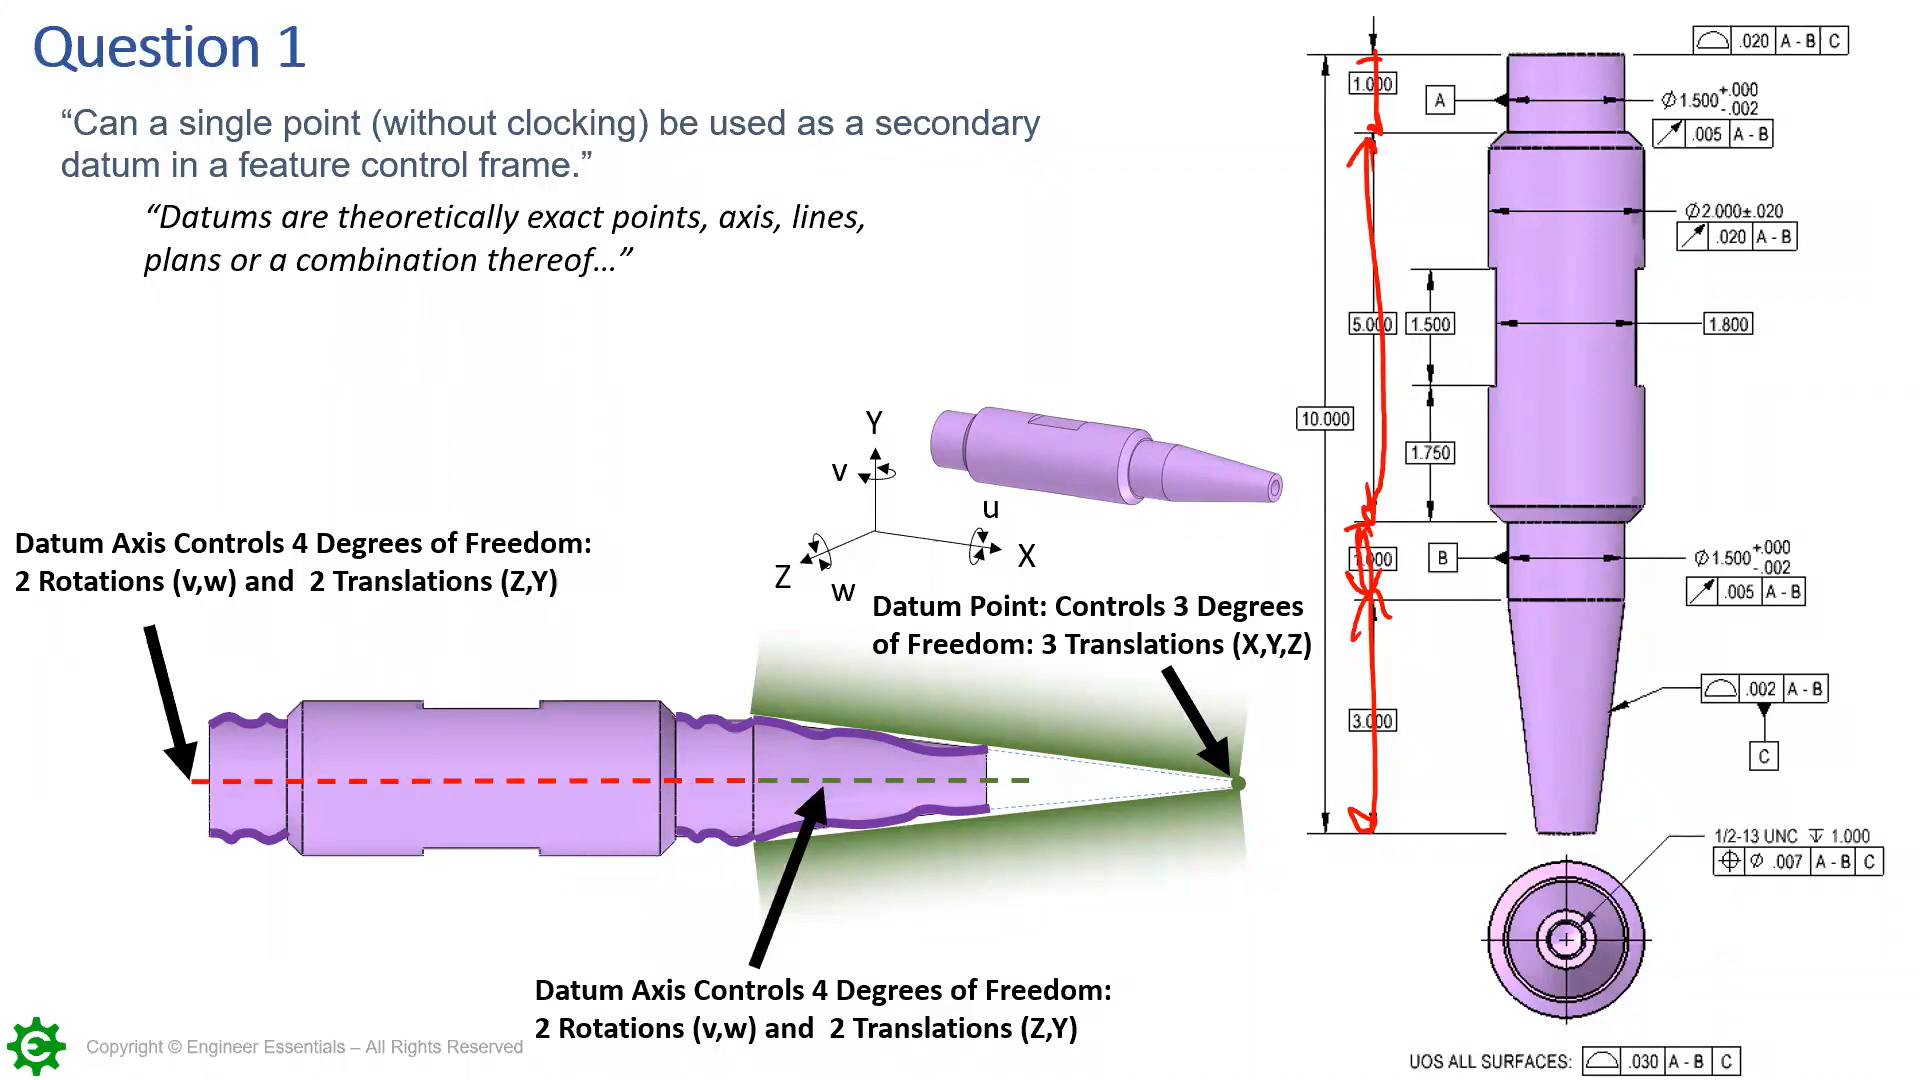 Question 1
“Can a single point (without clocking) be used as a secondary
datum in a feature control frame.”
“Datums are theoretically exact points, axis, lines,
plans or a combination thereof…”
Y
v
u
X
Z
w
Datum Axis Controls 4 Degrees of Freedom:
2 Rotations (v,w) and 2 Translations (Z,Y)
Datum Point: Controls 3 Degrees
of Freedom: 3 Translations (X,Y,Z)
Datum Axis Controls 4 Degrees of Freedom:
2 Rotations (v,w) and 2 Translations (Z,Y)
Copyright © Engineer Essentials – All Rights Reserved
.020 A - B C
1.000
A
Ø1.500 +.000
-.002
.005 A - B
Ø2.000±.020
.020 A - B
5.000
1.500
1.800
10.000
1.750
1.000
B
Ø1.500 +.000
-.002
.005 A - B
3.000
.002 A - B
C
1/2-13 UNC ↧ 1.000
⌖ Ø .007 A - B C
UOS ALL SURFACES: ⌓ .030 A - B C